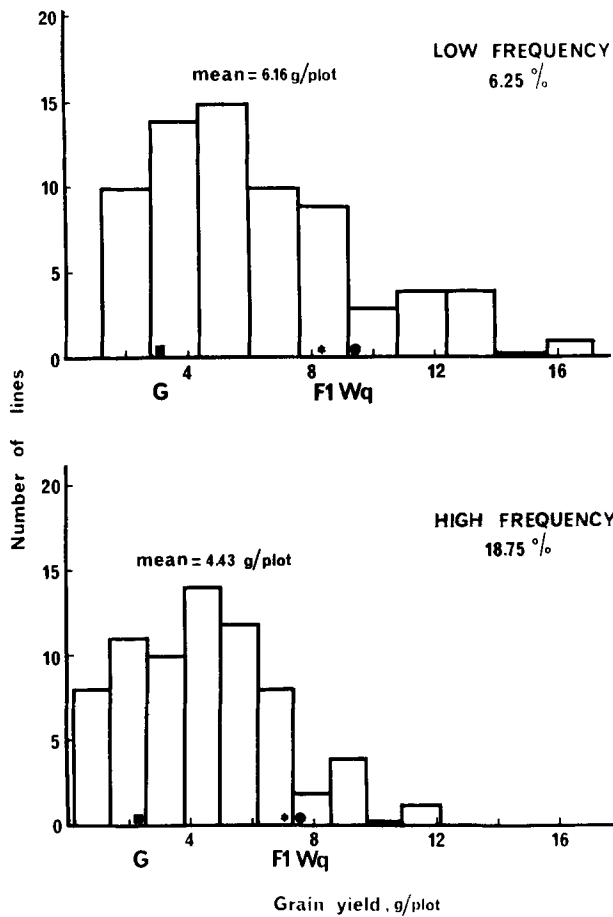 20
LOW FREQUENCY
6.25 %
mean = 6.16 g/plot
15
10
5
0
4 8 12 16
G F1 Wq
Number of lines
20
HIGH FREQUENCY
18.75 %
mean = 4.43 g/plot
15
10
5
0
4 8 12 16
G F1 Wq
Grain yield, g/plot